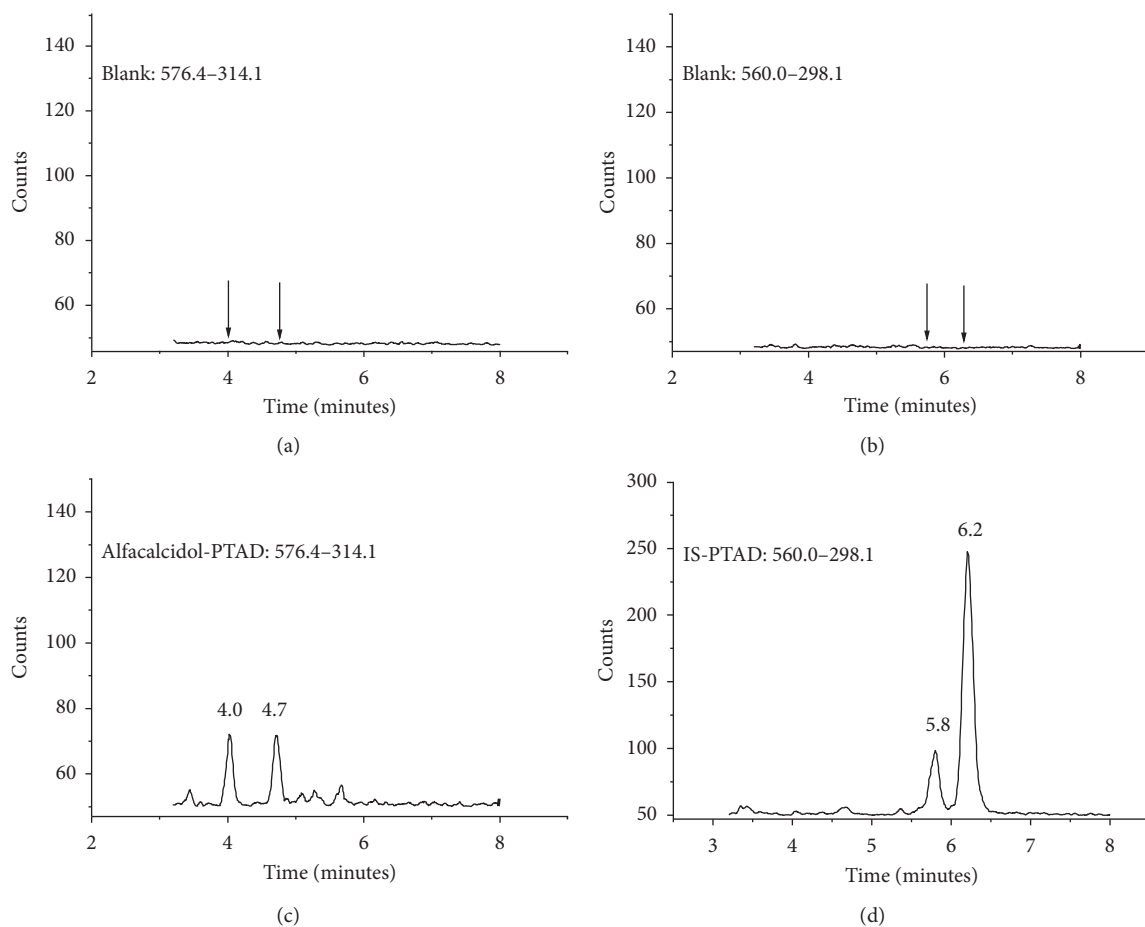 140
120
100
80
60
Counts
Blank: 576.4–314.1
2
4
6
8
Time (minutes)
(a)
140
120
100
80
60
Counts
Blank: 560.0–298.1
2
4
6
8
Time (minutes)
(b)
140
120
100
80
60
Counts
Alfacalcidol-PTAD: 576.4–314.1
4.0
4.7
2
4
6
8
Time (minutes)
(c)
300
250
200
150
100
50
Counts
IS-PTAD: 560.0–298.1
6.2
5.8
3
4
5
6
7
8
Time (minutes)
(d)